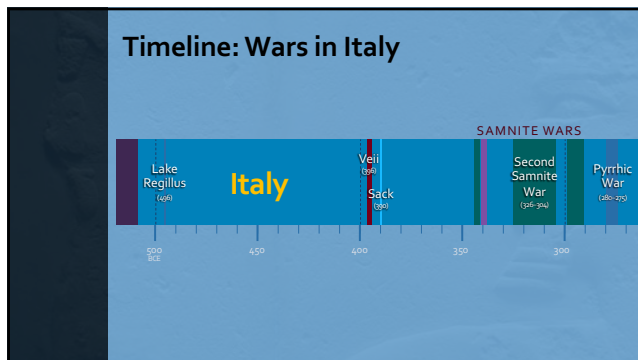 Timeline: Wars in Italy
SAMNITE WARS
Lake
Regillus
(496)
Italy
Veii
(396)
Sack
(390)
Second
Samnite
War
(326-304)
Pyrrhic
War
(280-275)
500
BCE
450
400
350
300